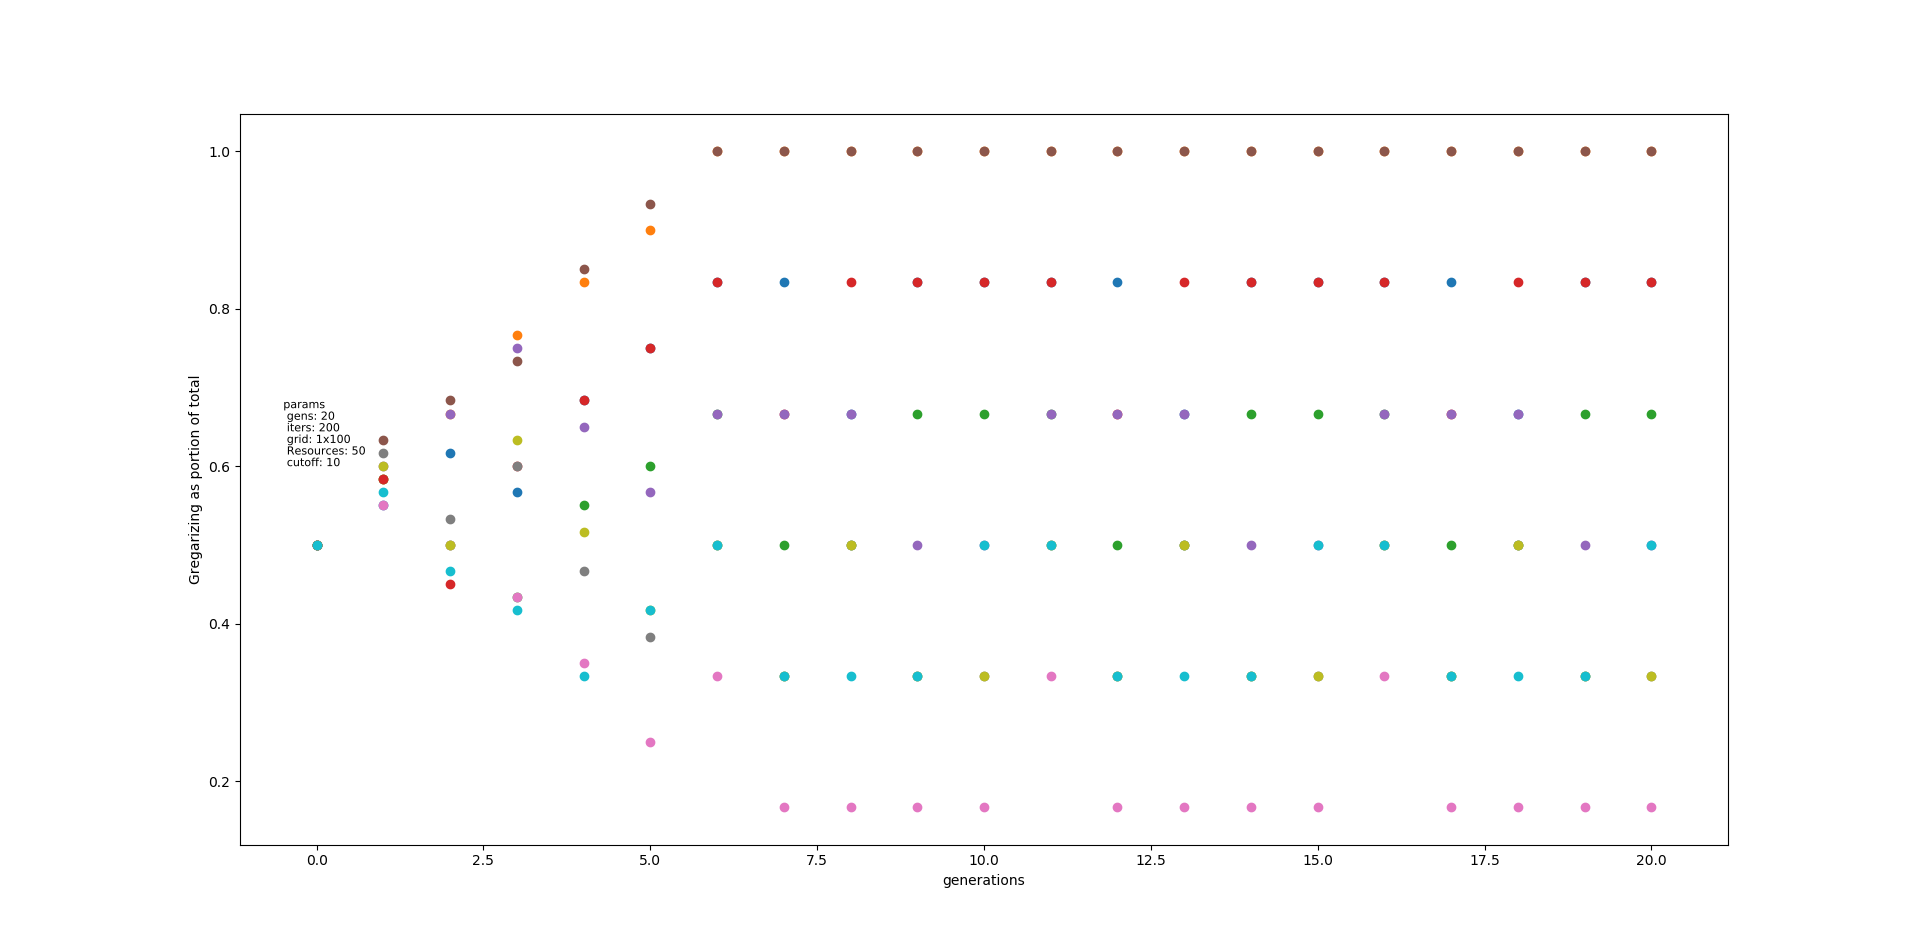 1.0
0.8
params
gens: 20
iters: 200
grid: 1x100
Resources: 50
cutoff: 10
0.6
0.4
0.2
Gregarizing as portion of total
0.0 2.5 5.0 7.5 10.0 12.5 15.0 17.5 20.0
generations